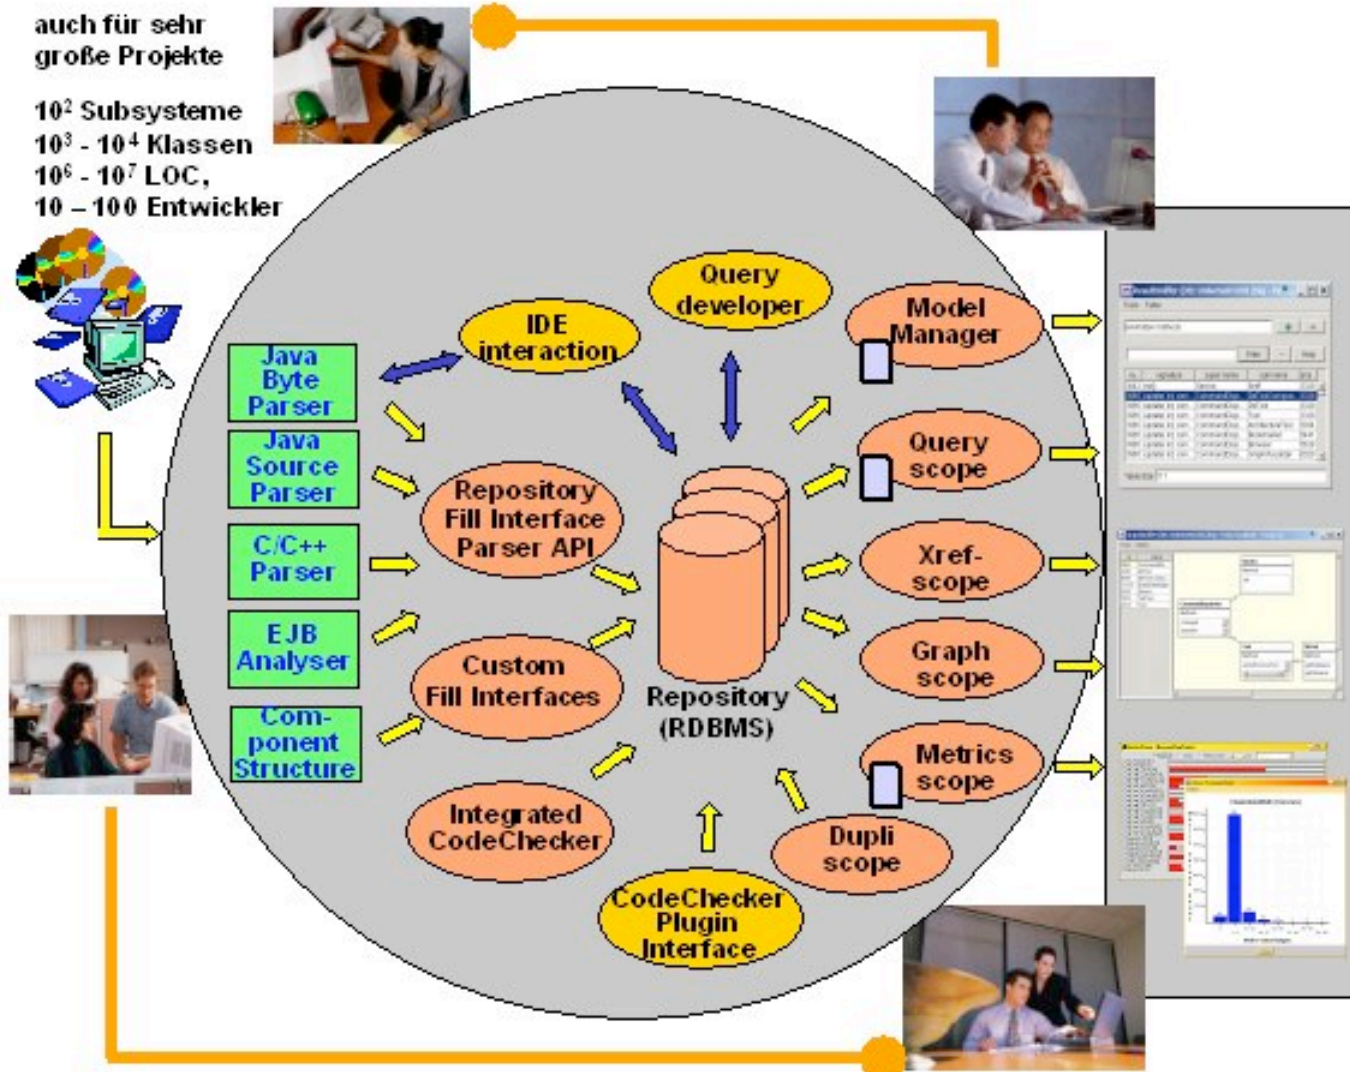 auch für sehr
große Projekte
10² Subsysteme
10³ - 10⁴ Klassen
10⁶ - 10⁷ LOC,
10 – 100 Entwickler
Query
developer
IDE
interaction
Model
Manager
Java
Byte
Parser
Java
Source
Parser
C/C++
Parser
EJB
Analyser
Com-
ponent
Structure
Repository
Fill Interface
Parser API
Custom
Fill Interfaces
Integrated
CodeChecker
Repository
(RDBMS)
Query
scope
Xref-
scope
Graph
scope
Metrics
scope
Dupli
scope
CodeChecker
Plugin
Interface